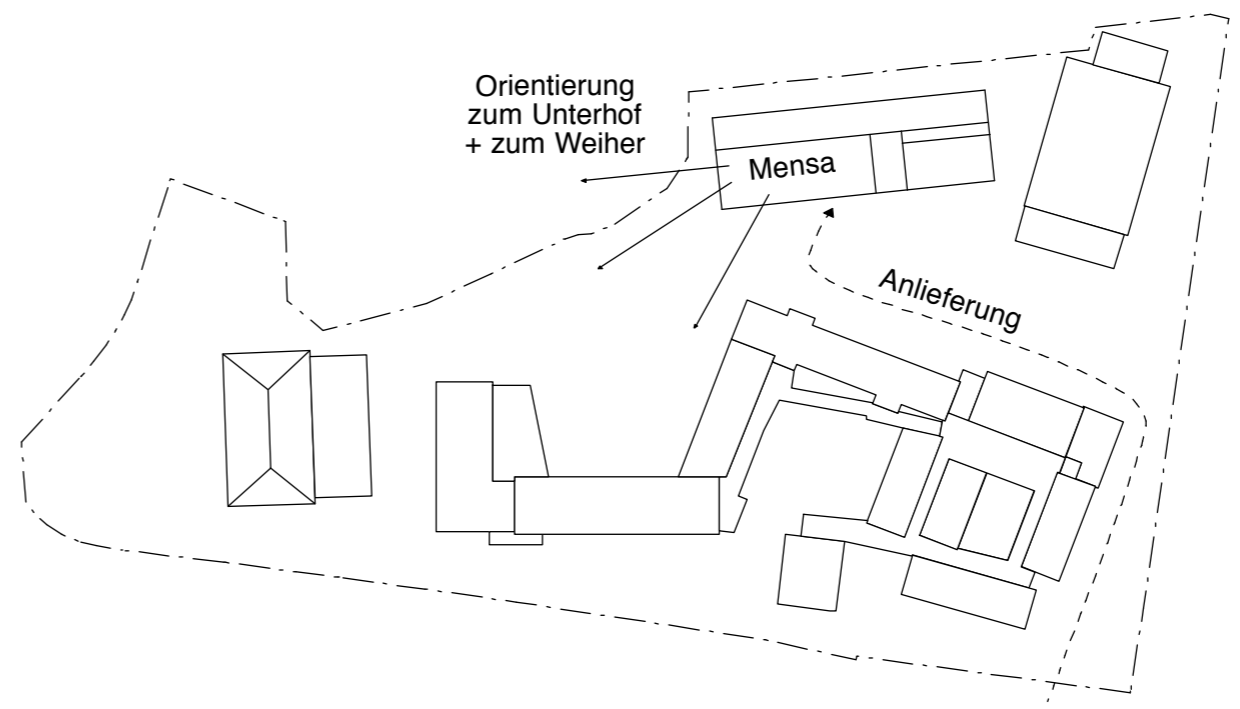 Orientierung
zum Unterhof
+ zum Weiher
Mensa
Anlieferung